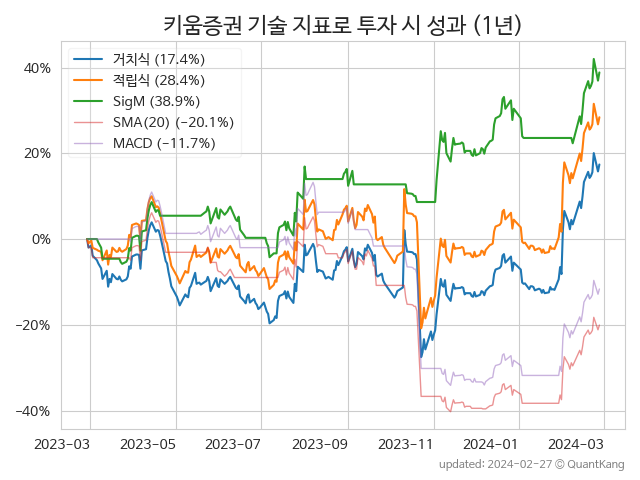 키움증권 기술 지표로 투자 시 성과 (1년)
거치식 (17.4%)
적립식 (28.4%)
SigM (38.9%)
SMA(20) (−20.1%)
MACD (−11.7%)
40%
20%
0%
−20%
−40%
2023-03 2023-05 2023-07 2023-09 2023-11 2024-01 2024-03
updated: 2024-02-27 © QuantKang